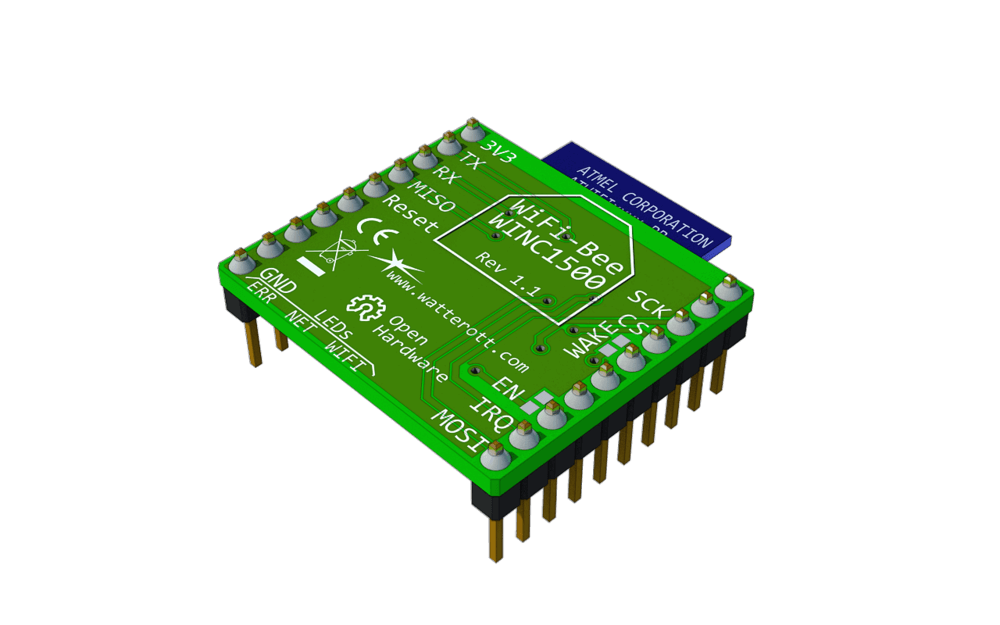 3V3
TX
RX
MISO
Reset
ATMEL CORPORATION
WiFi-Bee
WINC1500
Rev 1.1
CE
www.watterott.com
Open
Hardware
GND
ERR
NET
LEDs
WIFI
SCK
CS
WAKE
EN
IRQ
MOSI